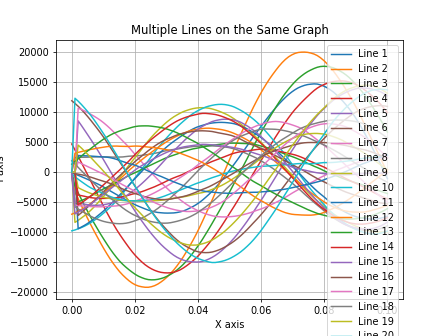 Multiple Lines on the Same Graph
20000
15000
10000
5000
0
−5000
−10000
−15000
−20000
0.00
0.02
0.04
0.06
0.08
X axis
Line 1
Line 2
Line 3
Line 4
Line 5
Line 6
Line 7
Line 8
Line 9
Line 10
Line 11
Line 12
Line 13
Line 14
Line 15
Line 16
Line 17
Line 18
Line 19
Line 20